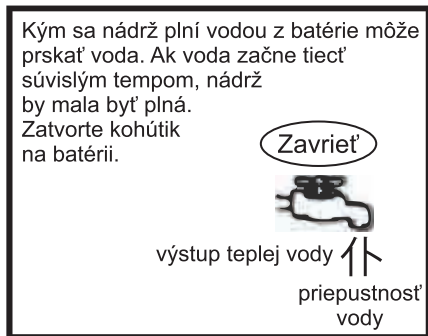 Kým sa nádrž plní vodou z batérie môže
prskať voda. Ak voda začne tiecť
súvislým tempom, nádrž
by mala byť plná.
Zatvorte kohútik
na batérii.
Zavrieť
výstup teplej vody
priepustnosť
vody